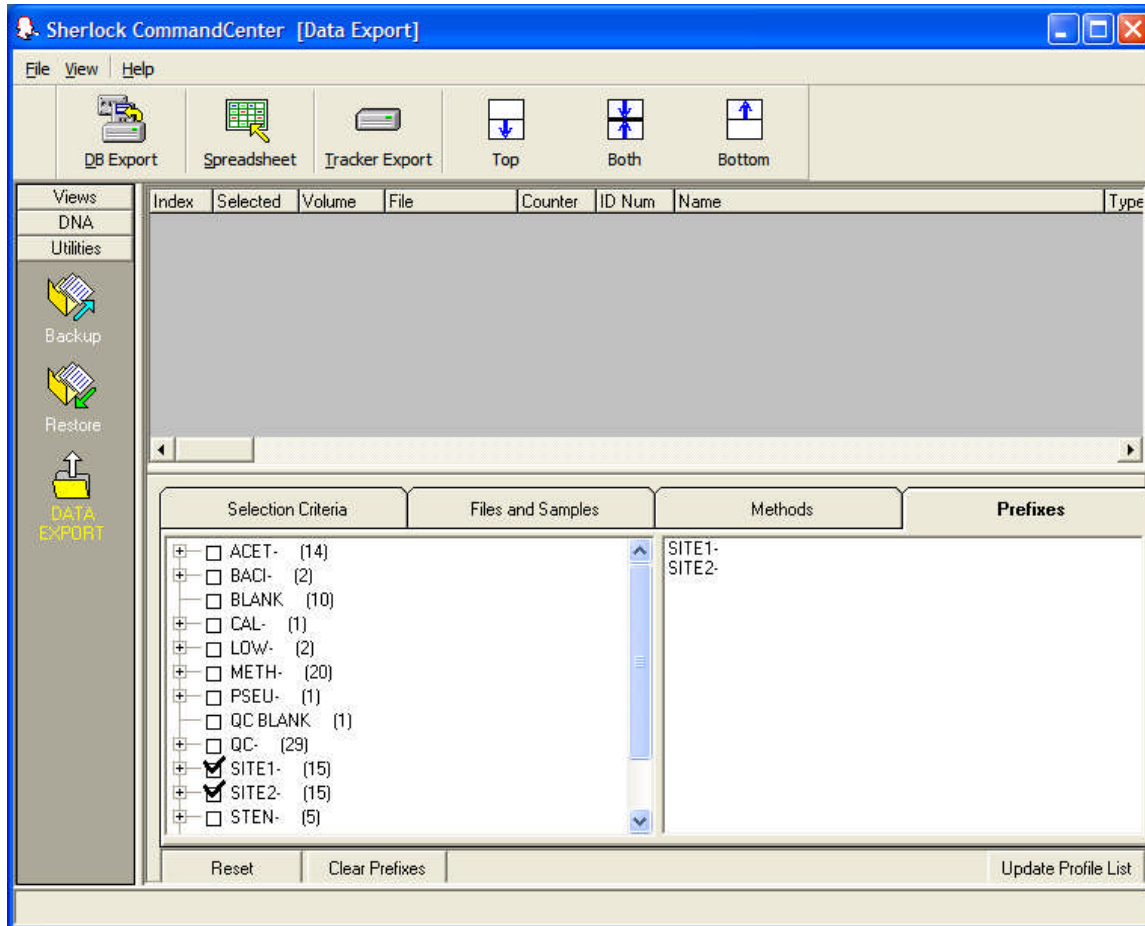 Sherlock CommandCenter [Data Export]
File View Help
DB Export Spreadsheet Tracker Export Top Both Bottom
Views
DNA
Utilities
Backup
Restore
DATA
EXPORT
Index Selected Volume File Counter ID Num Name Type
Selection Criteria Files and Samples Methods Prefixes
ACET- (14)
BACI- (2)
BLANK (10)
CAL- (1)
LOW- (2)
METH- (20)
PSEU- (1)
QC BLANK (1)
QC- (29)
SITE1- (15)
SITE2- (15)
STEN- (5)
SITE1-
SITE2-
Reset Clear Prefixes Update Profile List